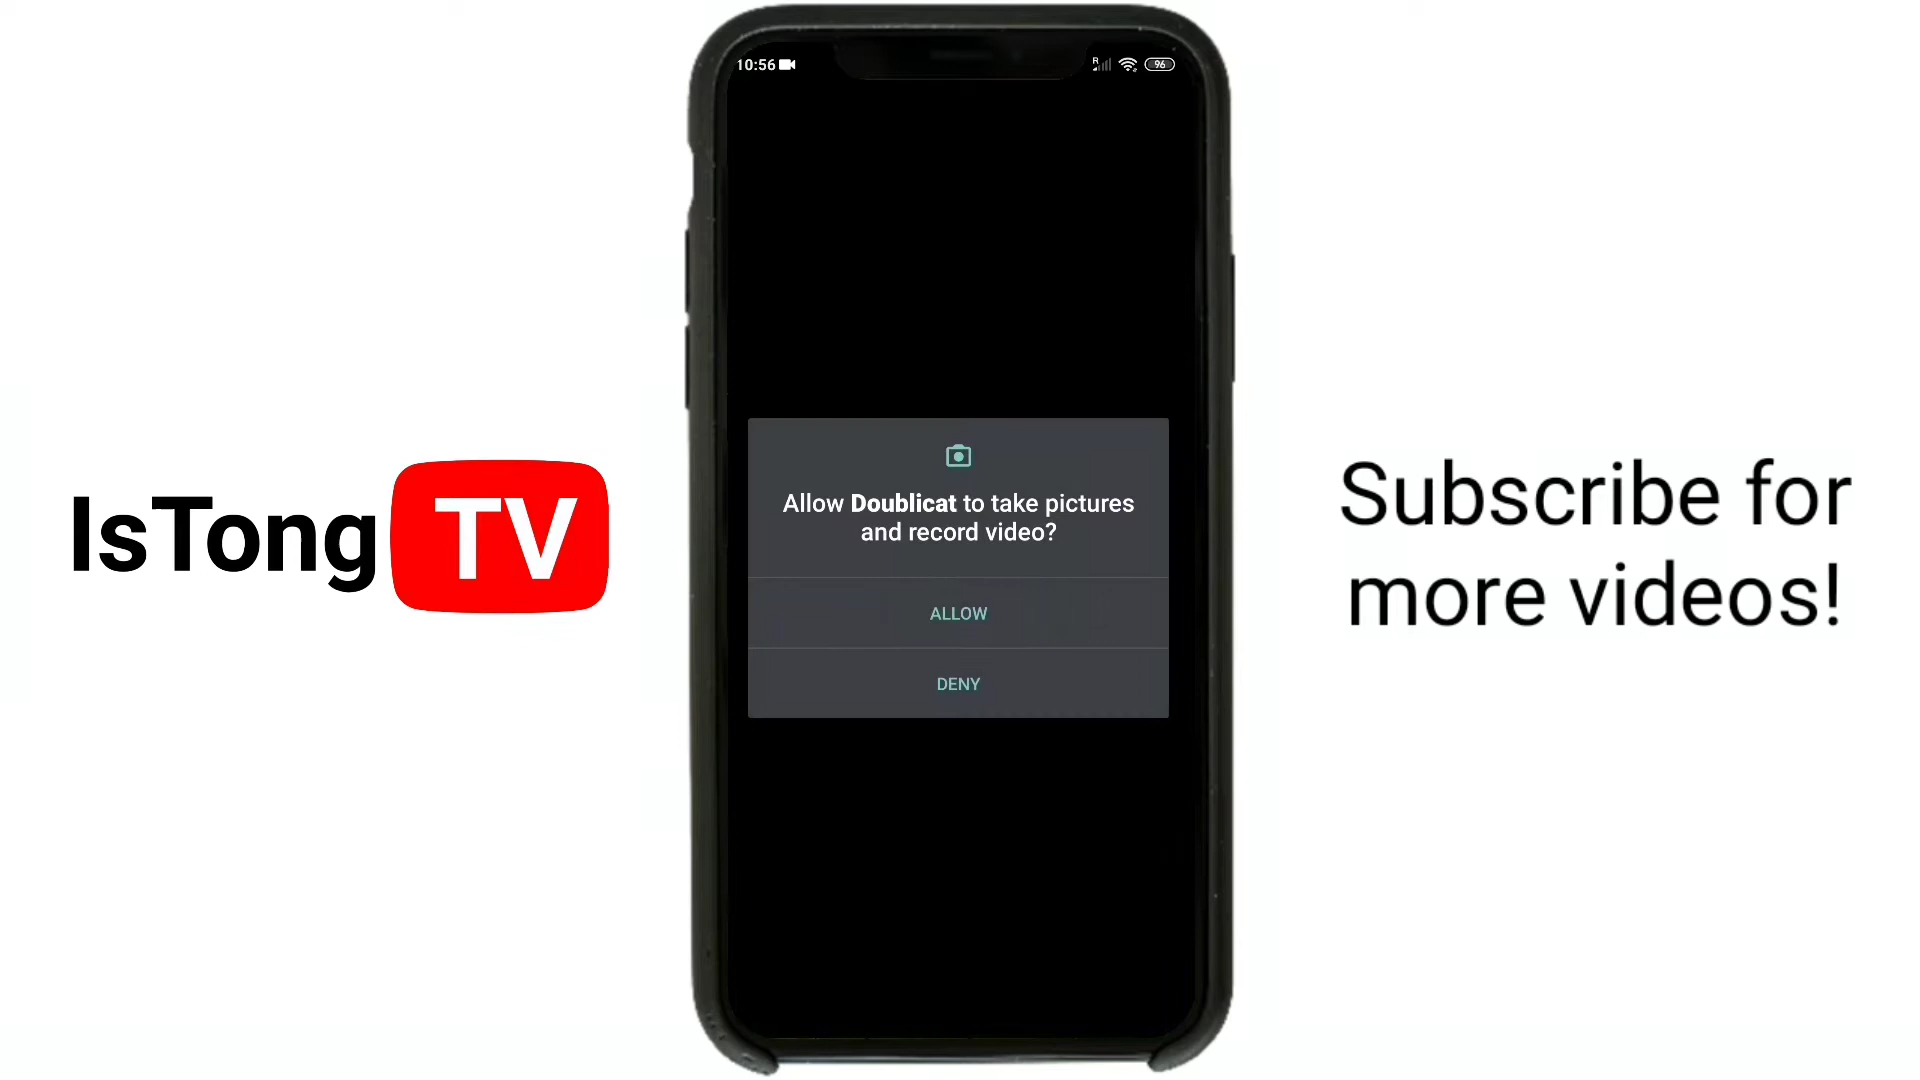 10:56
R
96
IsTong TV
Allow Doublicat to take pictures
and record video?
ALLOW
DENY
Subscribe for
more videos!